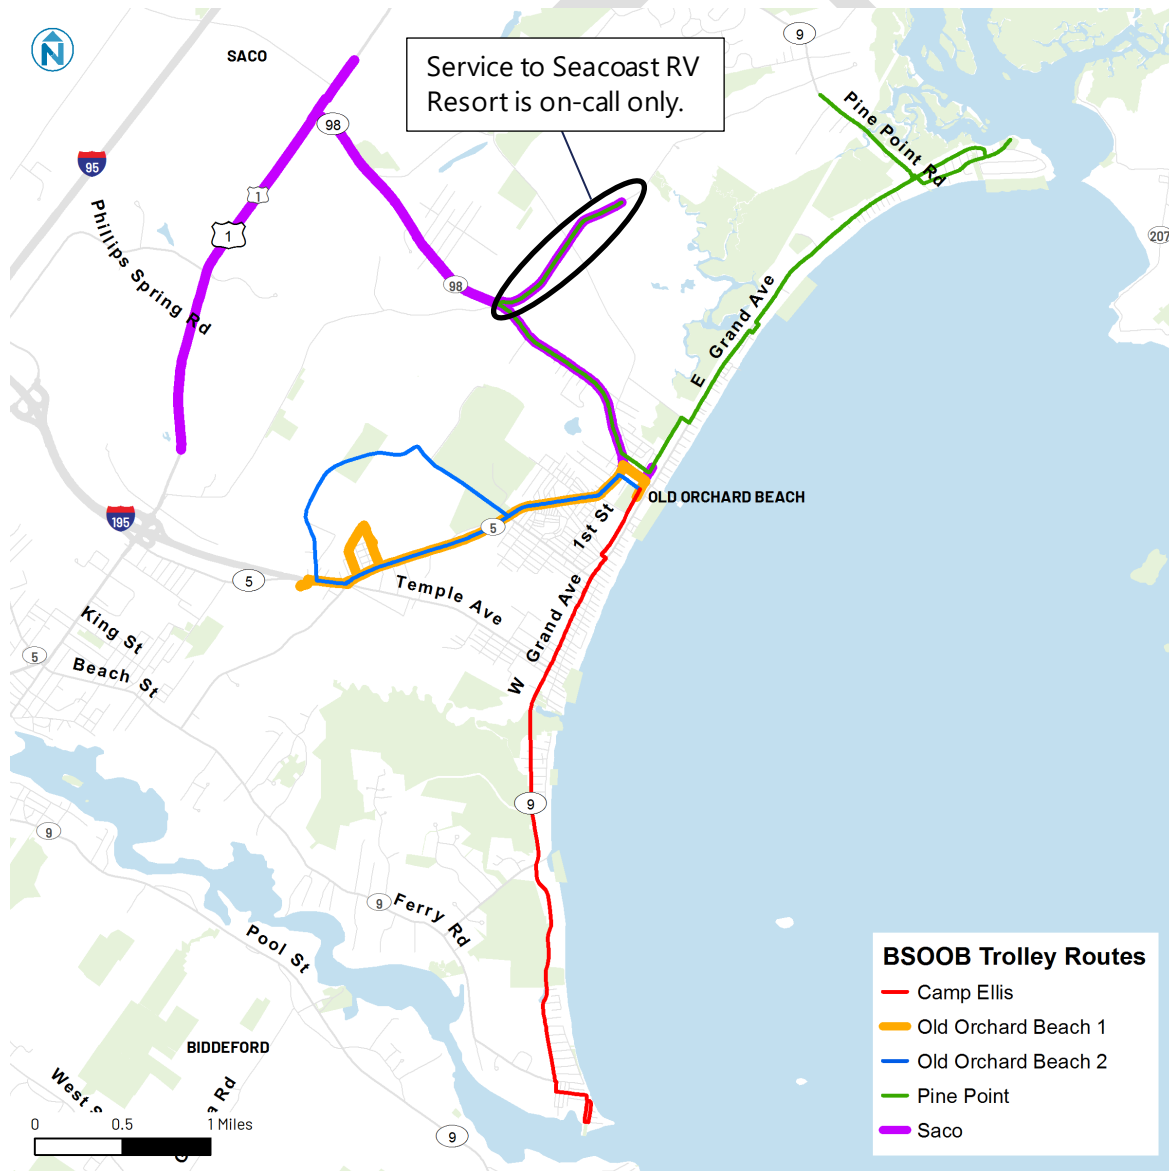 N
SACO
Service to Seacoast RV
Resort is on-call only.
9
98
95
Pine Point Rd
1
1
207
Phillips Spring Rd
98
E Grand Ave
OLD ORCHARD BEACH
195
5
1st St
5
Temple Ave
King St
5
Beach St
W Grand Ave
9
9
9
Ferry Rd
Pool St
BSOOB Trolley Routes
Camp Ellis
Old Orchard Beach 1
Old Orchard Beach 2
Pine Point
Saco
BIDDEFORD
West S
Rd
0 0.5 1 Miles
9